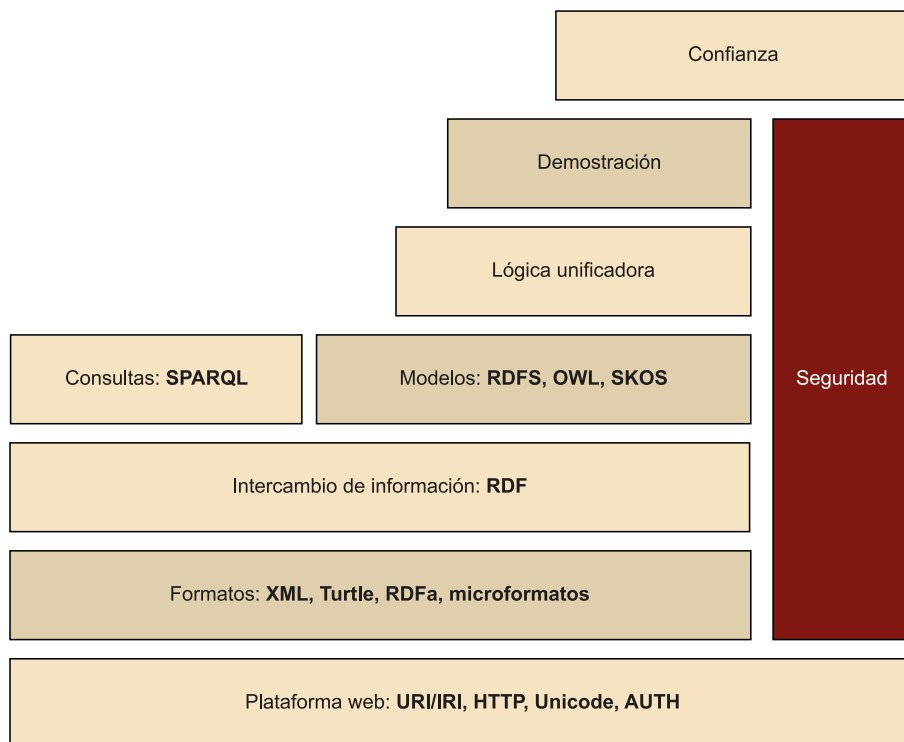 Confianza
Demostración
Lógica unificadora
Consultas: SPARQL
Modelos: RDFS, OWL, SKOS
Seguridad
Intercambio de información: RDF
Formatos: XML, Turtle, RDFa, microformatos
Plataforma web: URI/IRI, HTTP, Unicode, AUTH